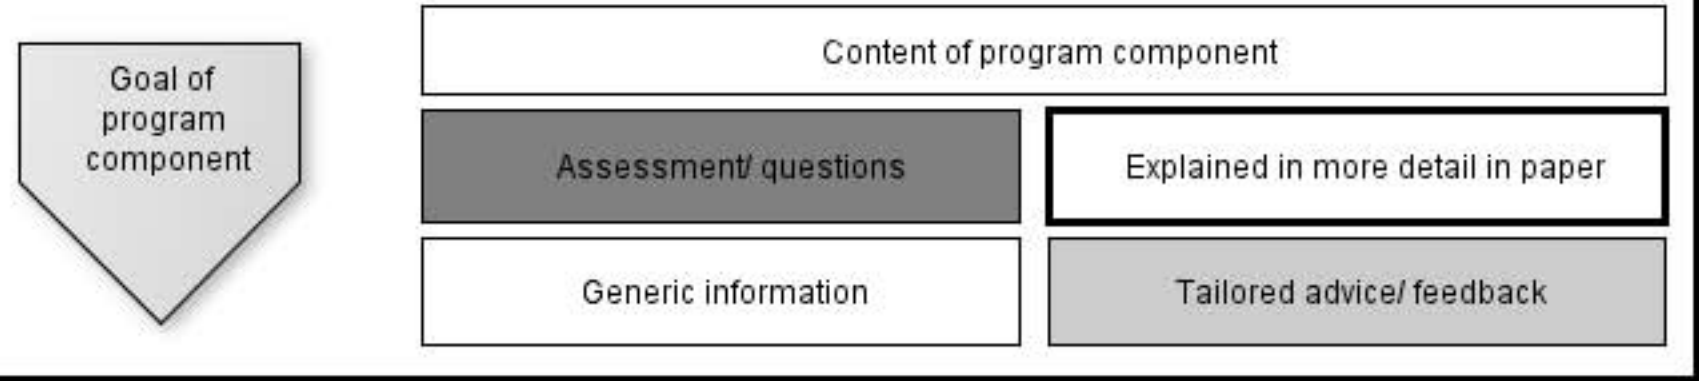 Goal of
program
component
Content of program component
Assessment/ questions
Explained in more detail in paper
Generic information
Tailored advice/ feedback